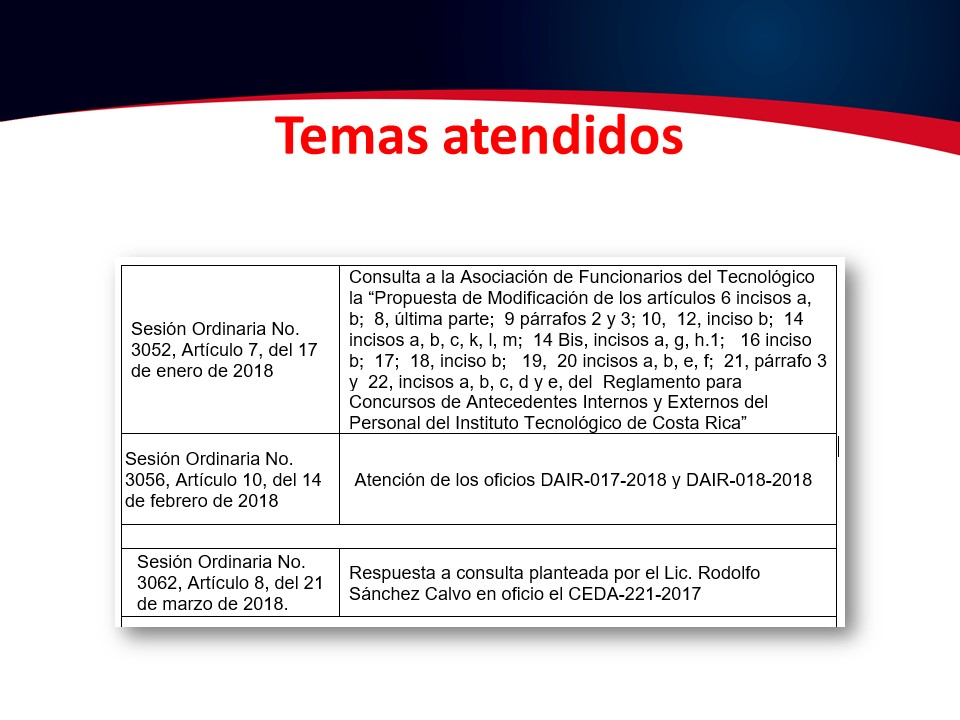 Temas atendidos
Sesión Ordinaria No.
3052, Artículo 7, del 17
de enero de 2018
Consulta a la Asociación de Funcionarios del Tecnológico
la “Propuesta de Modificación de los artículos 6 incisos a,
b;  8, última parte;  9 párrafos 2 y 3; 10,  12, inciso b;  14
incisos a, b, c, k, l, m;  14 Bis, incisos a, g, h.1;   16 inciso
b;  17;  18, inciso b;   19,  20 incisos a, b, e, f;  21, párrafo 3
y  22, incisos a, b, c, d y e, del  Reglamento para
Concursos de Antecedentes Internos y Externos del
Personal del Instituto Tecnológico de Costa Rica”
Sesión Ordinaria No.
3056, Artículo 10, del 14
de febrero de 2018
Atención de los oficios DAIR-017-2018 y DAIR-018-2018
Sesión Ordinaria No.
3062, Artículo 8, del 21
de marzo de 2018.
Respuesta a consulta planteada por el Lic. Rodolfo
Sánchez Calvo en oficio el CEDA-221-2017